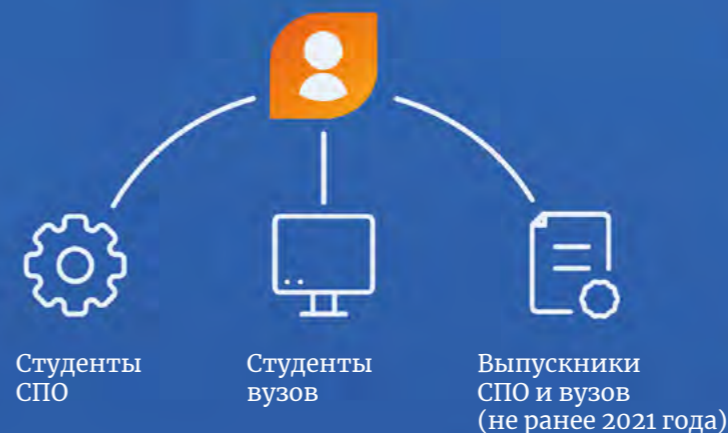 Студенты
СПО
Студенты
вузов
Выпускники
СПО и вузов
(не ранее 2021 года)